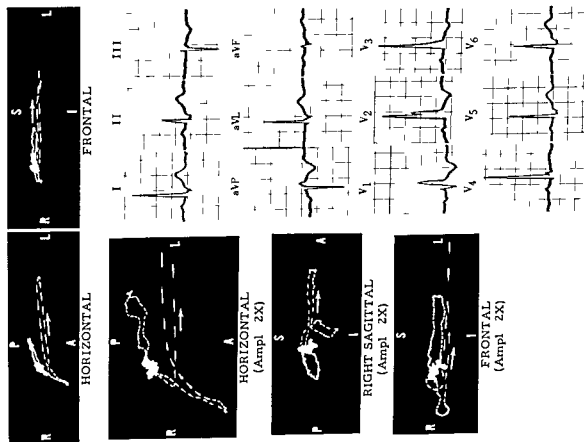 P
R L
A
HORIZONTAL
S
R L
I
FRONTAL
P
R L
A
HORIZONTAL
(Ampl 2X)
I II III
S
P A
I
RIGHT SAGITTAL
(Ampl 2X)
aVP aVL aVF
S
R L
I
FRONTAL
(Ampl 2X)
V1 V2 V3
V4 V5 V6